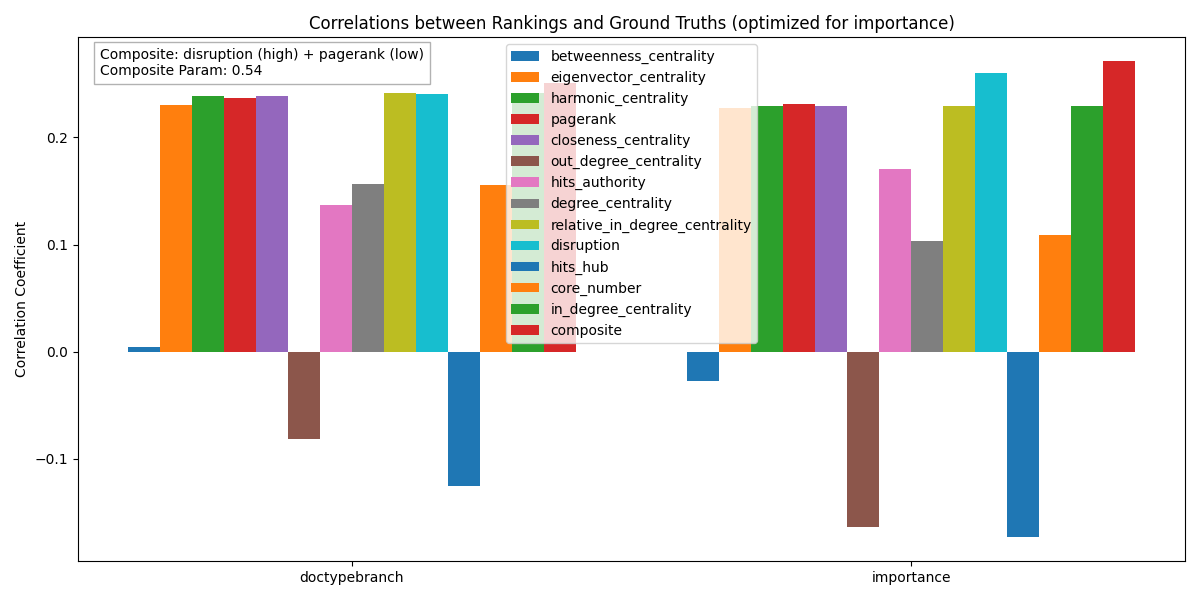 Correlations between Rankings and Ground Truths (optimized for importance)
Composite: disruption (high) + pagerank (low)
Composite Param: 0.54
betweenness_centrality
eigenvector_centrality
harmonic_centrality
pagerank
closeness_centrality
out_degree_centrality
hits_authority
degree_centrality
relative_in_degree_centrality
disruption
hits_hub
core_number
in_degree_centrality
composite
Correlation Coefficient
0.2
0.1
0.0
−0.1
doctypebranch
importance